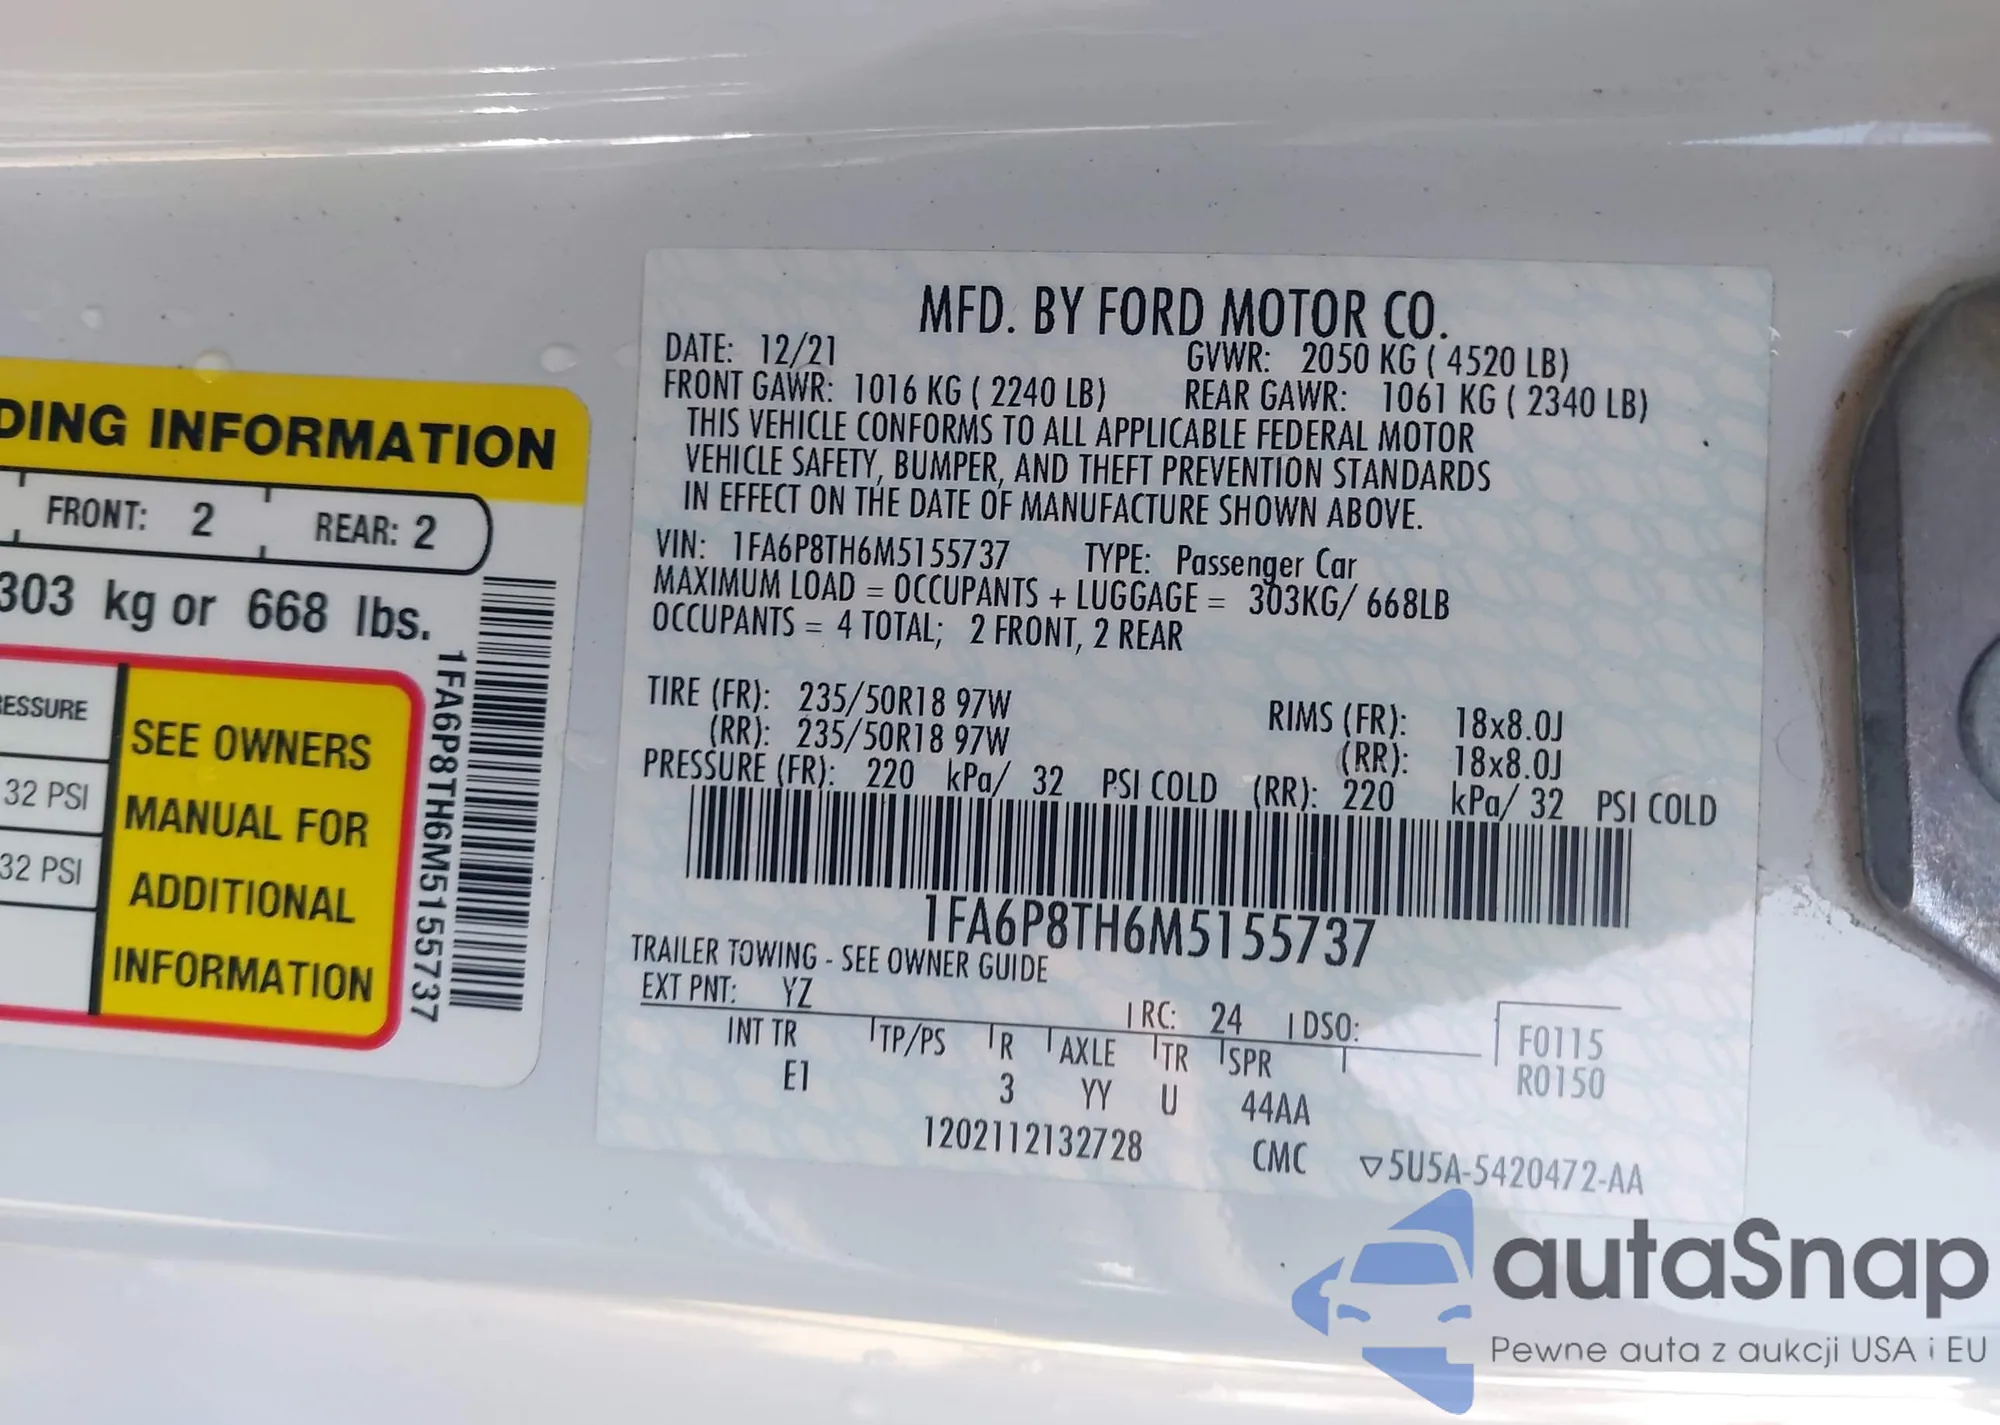 DING INFORMATION
FRONT: 2 REAR: 2
303 kg or 668 lbs.
ESSURE
32 PSI
32 PSI
SEE OWNERS
MANUAL FOR
ADDITIONAL
INFORMATION
1FA6P8TH6M5155737
MFD. BY FORD MOTOR CO.
DATE: 12/21 GVWR: 2050 KG ( 4520 LB)
FRONT GAWR: 1016 KG ( 2240 LB) REAR GAWR: 1061 KG ( 2340 LB)
THIS VEHICLE CONFORMS TO ALL APPLICABLE FEDERAL MOTOR
VEHICLE SAFETY, BUMPER, AND THEFT PREVENTION STANDARDS
IN EFFECT ON THE DATE OF MANUFACTURE SHOWN ABOVE.
VIN: 1FA6P8TH6M5155737 TYPE: Passenger Car
MAXIMUM LOAD = OCCUPANTS + LUGGAGE = 303KG/ 668LB
OCCUPANTS = 4 TOTAL; 2 FRONT, 2 REAR
TIRE (FR): 235/50R18 97W RIMS (FR): 18x8.0J
(RR): 235/50R18 97W (RR): 18x8.0J
PRESSURE (FR): 220 kPa/ 32 PSI COLD (RR): 220 kPa/ 32 PSI COLD
1FA6P8TH6M5155737
TRAILER TOWING - SEE OWNER GUIDE
EXT PNT: YZ RC: 24 DSO: F0115
INT TR TP/PS R AXLE TR SPR R0150
E1 3 YY U 44AA
1202112132728 CMC ▽5U5A-5420472-AA
autaSnap
Pewne auta z aukcji USA i EU